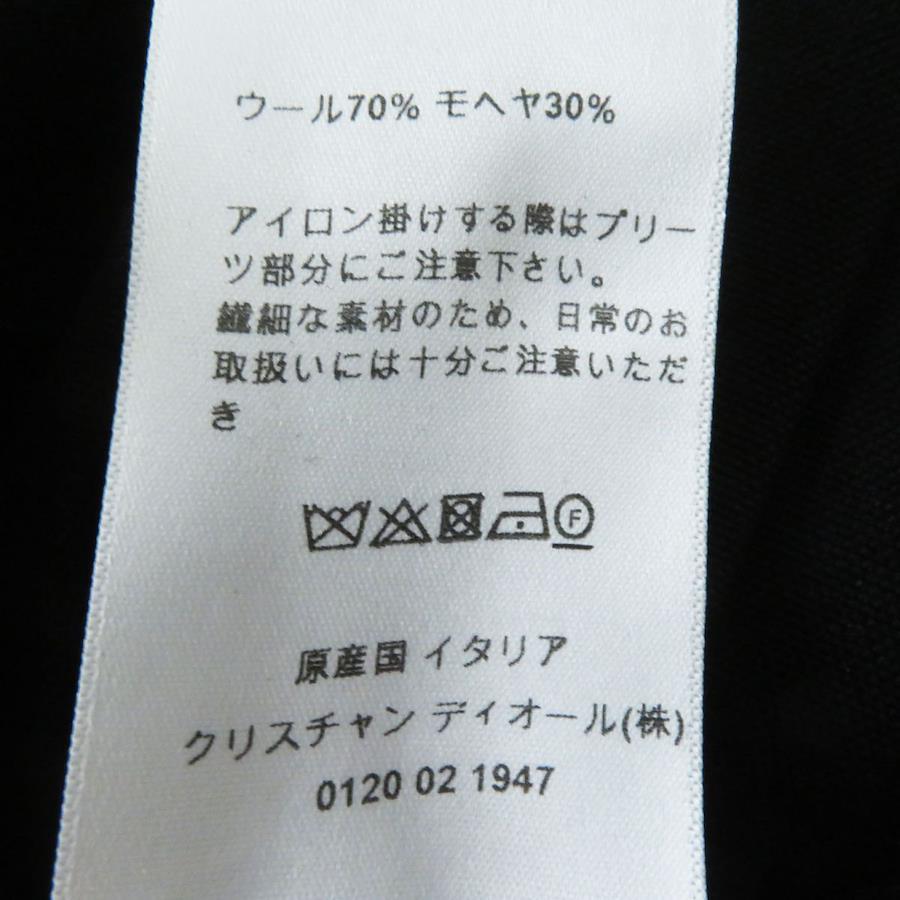 ウール70% モヘヤ30%
アイロン掛けする際はプリー
ツ部分にご注意下さい。
繊細な素材のため、日常のお
取扱いには十分ご注意いただ
き
F
原産国 イタリア
クリスチャン ディオール(株)
0120 02 1947